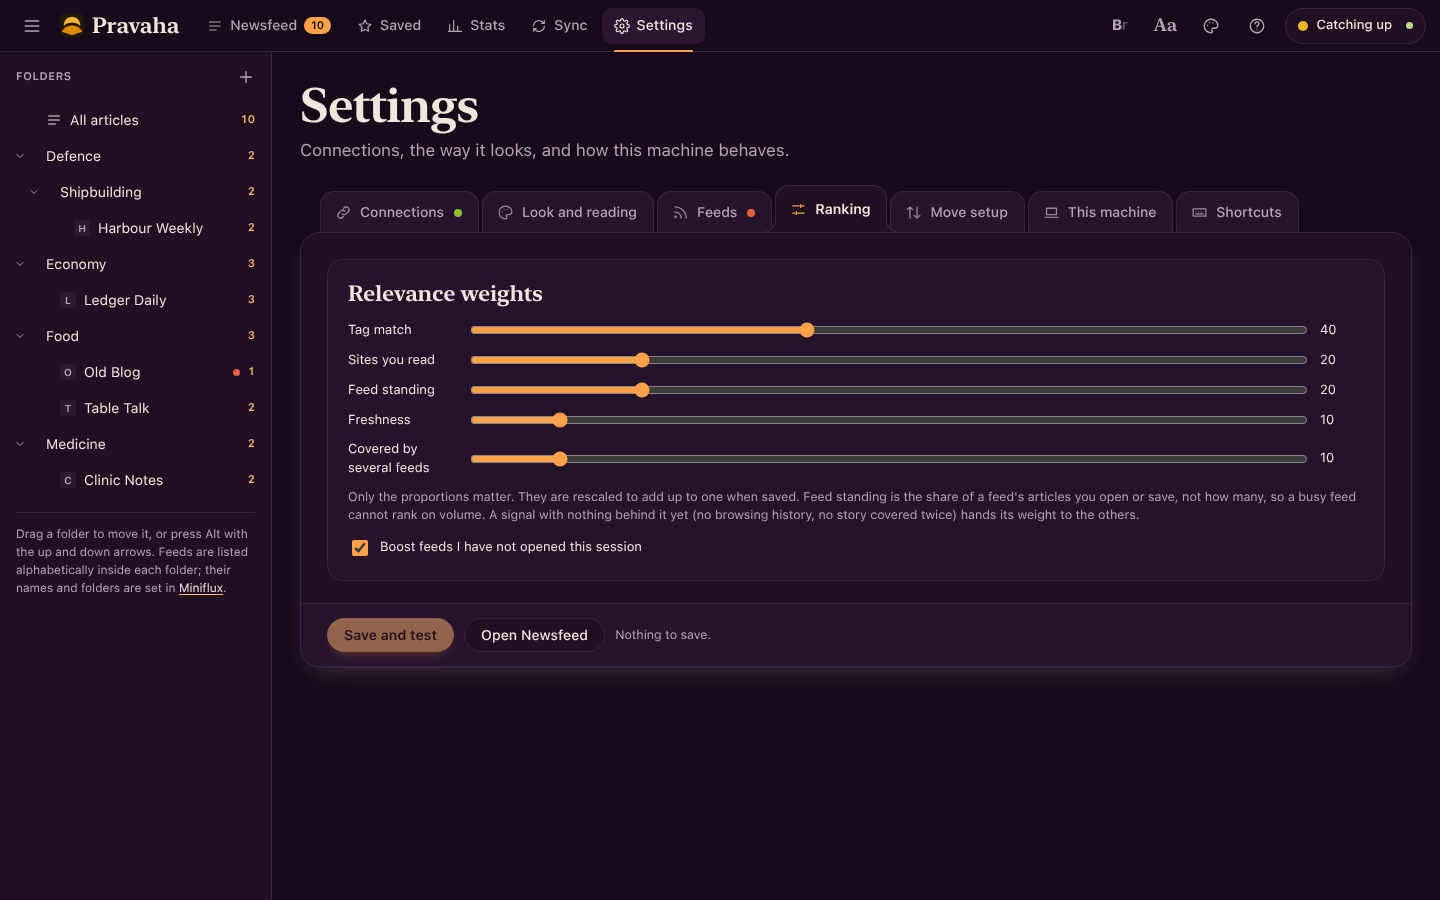 Pravaha
Newsfeed 10
Saved
Stats
Sync
Settings
Br
Aa
Catching up
FOLDERS
All articles 10
Defence 2
Shipbuilding 2
H Harbour Weekly 2
Economy 3
L Ledger Daily 3
Food 3
O Old Blog 1
T Table Talk 2
Medicine 2
C Clinic Notes 2
Drag a folder to move it, or press Alt with
the up and down arrows. Feeds are listed
alphabetically inside each folder; their
names and folders are set in Miniflux.
Settings
Connections, the way it looks, and how this machine behaves.
Connections
Look and reading
Feeds
Ranking
Move setup
This machine
Shortcuts
Relevance weights
Tag match 40
Sites you read 20
Feed standing 20
Freshness 10
Covered by
several feeds 10
Only the proportions matter. They are rescaled to add up to one when saved. Feed standing is the share of a feed's articles you open or save, not how many, so a busy feed
cannot rank on volume. A signal with nothing behind it yet (no browsing history, no story covered twice) hands its weight to the others.
Boost feeds I have not opened this session
Save and test
Open Newsfeed
Nothing to save.